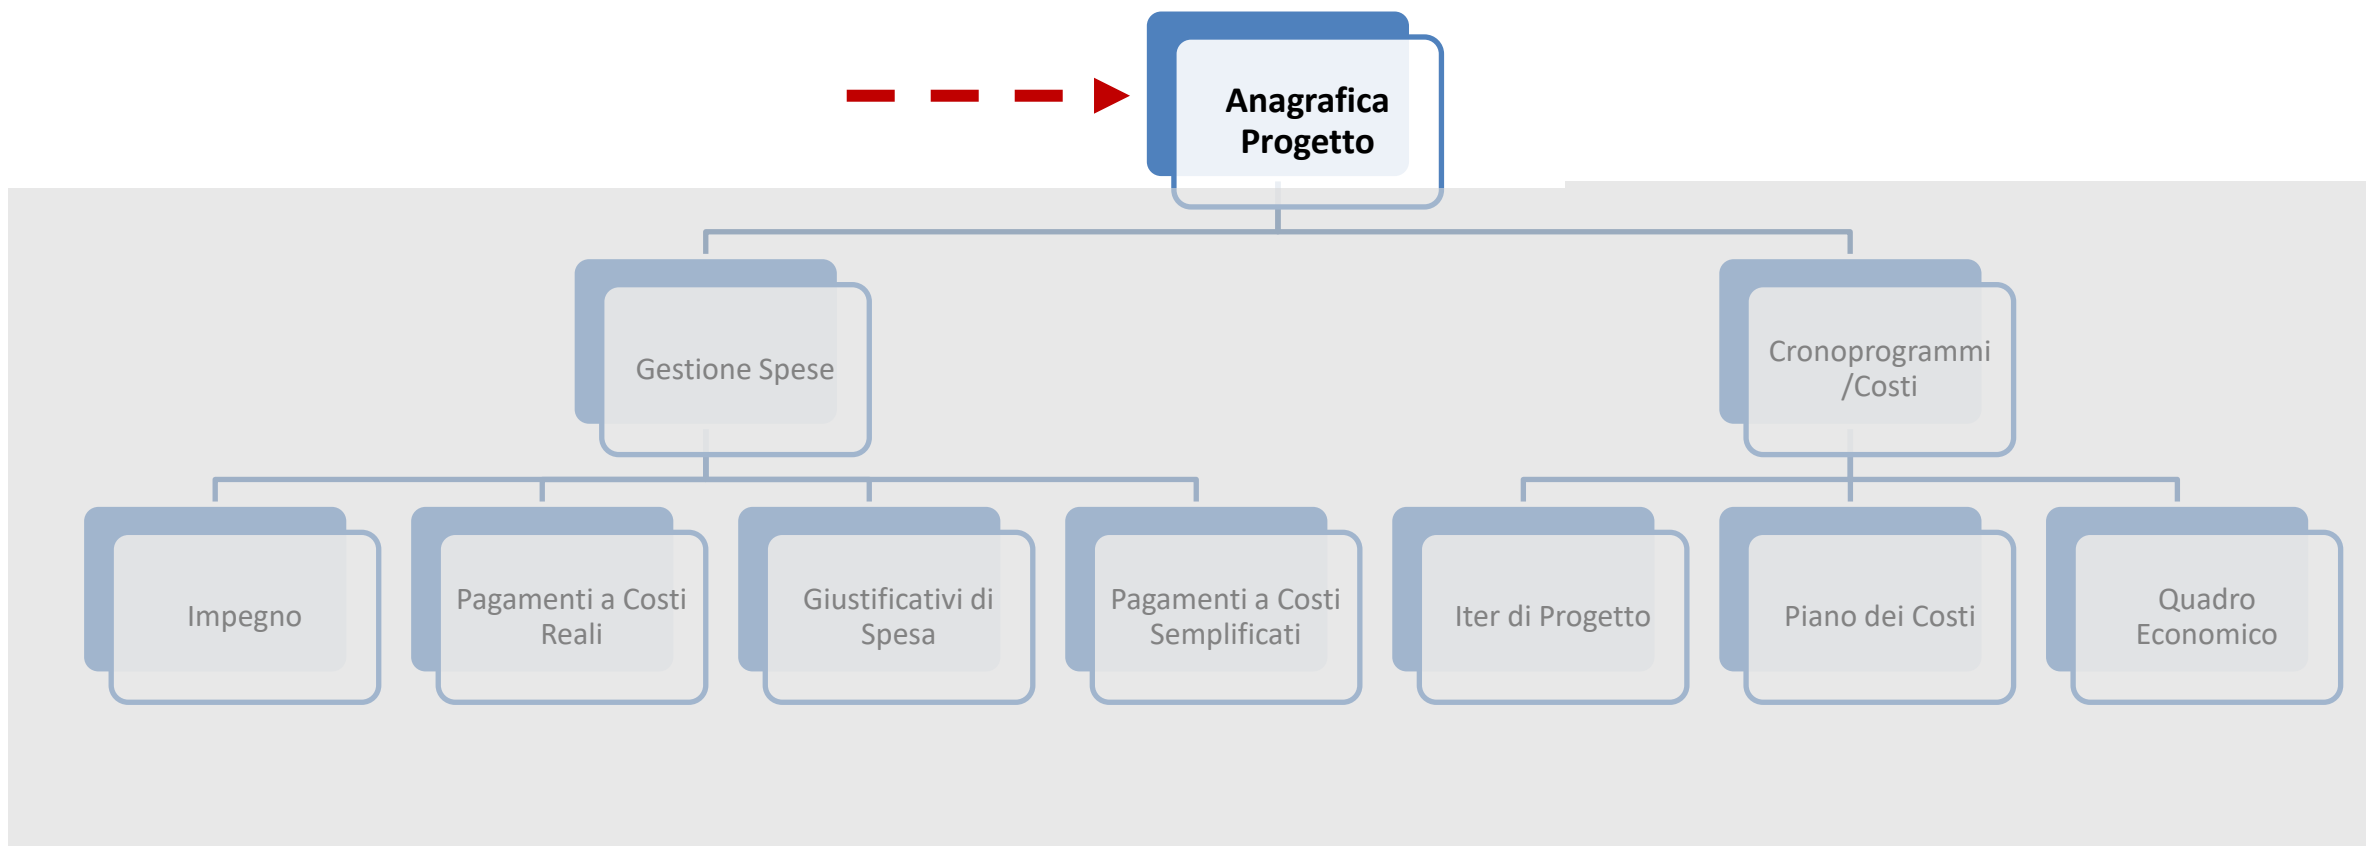 Anagrafica
Progetto
Gestione Spese
Cronoprogrammi
/Costi
Impegno
Pagamenti a Costi
Reali
Giustificativi di
Spesa
Pagamenti a Costi
Semplificati
Iter di Progetto
Piano dei Costi
Quadro
Economico